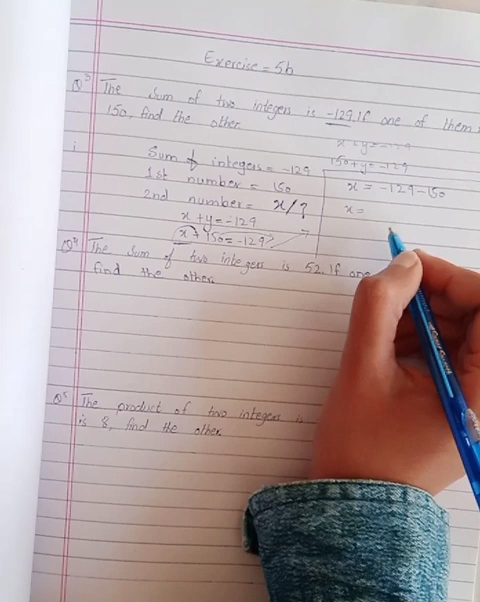 Exercise = 5b
Q3 The sum of two integers is -129. If one of them
150, find the other.
x + y = -129
150 + y = -129
i
Sum of integers = -129
1st number = 150
2nd number = x/?
x + y = -129
x + 150 = -129?
x = -129 - 150
x =
Q4 The sum of two integers is 52. If one
find the other.
Q5 The product of two integers is
is 8, find the other.